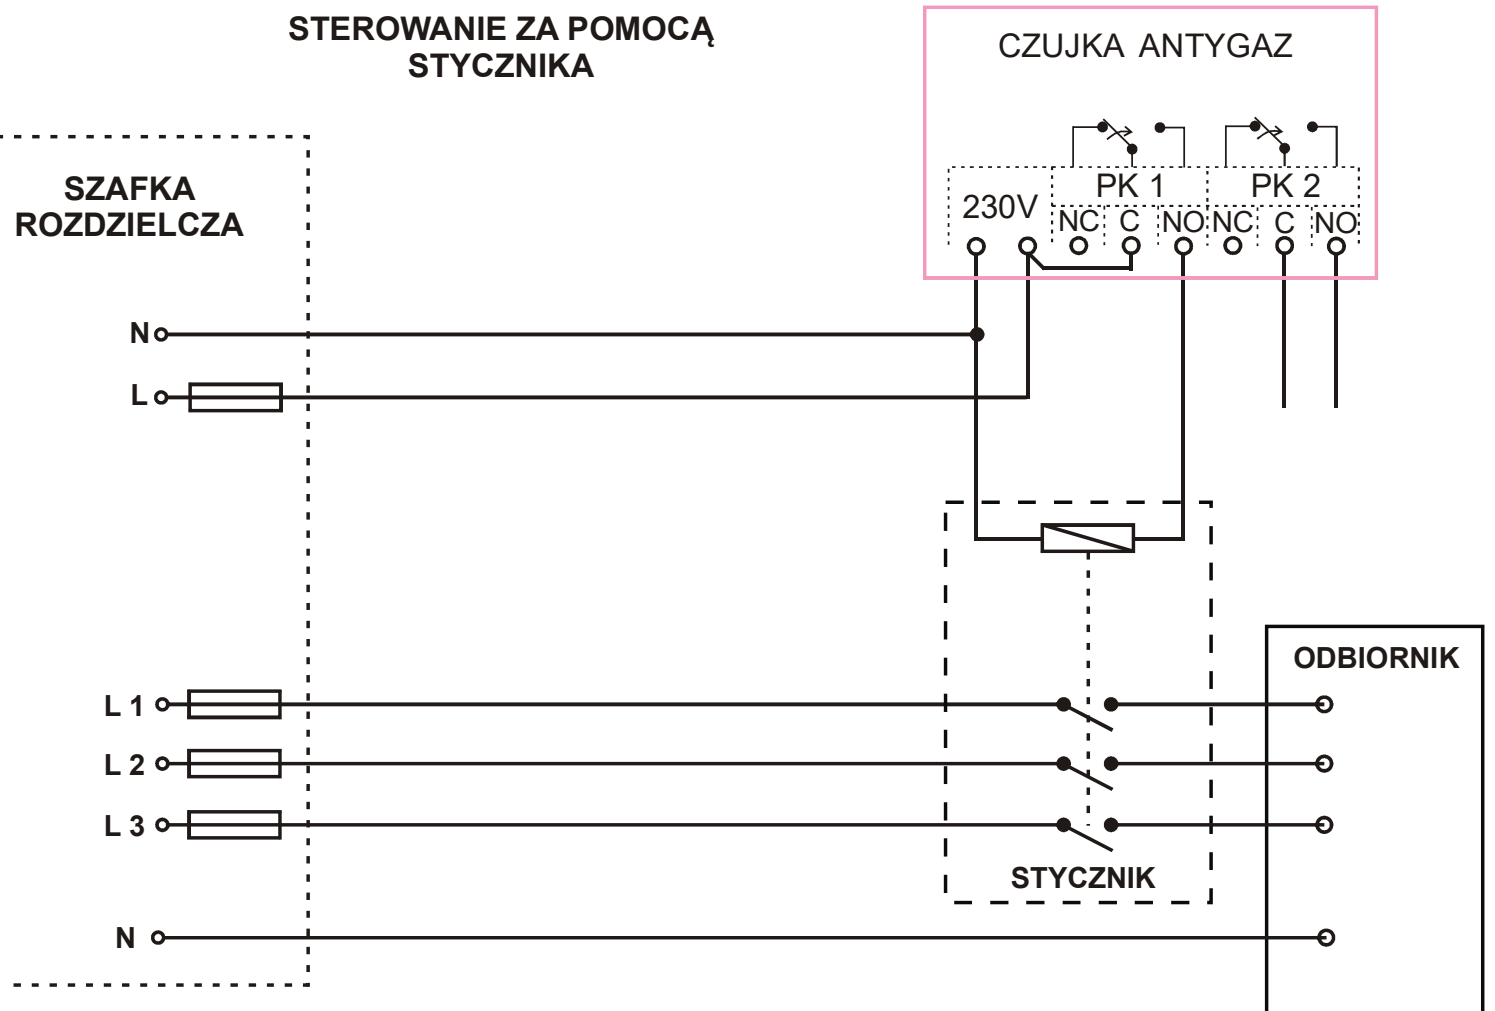 STEROWANIE ZA POMOCĄ
STYCZNIKA
CZUJKA ANTYGAZ
SZAFKA
ROZDZIELCZA
230V
PK 1
PK 2
NC C NO NC C NO
N
L
ODBIORNIK
L 1
L 2
L 3
STYCZNIK
N